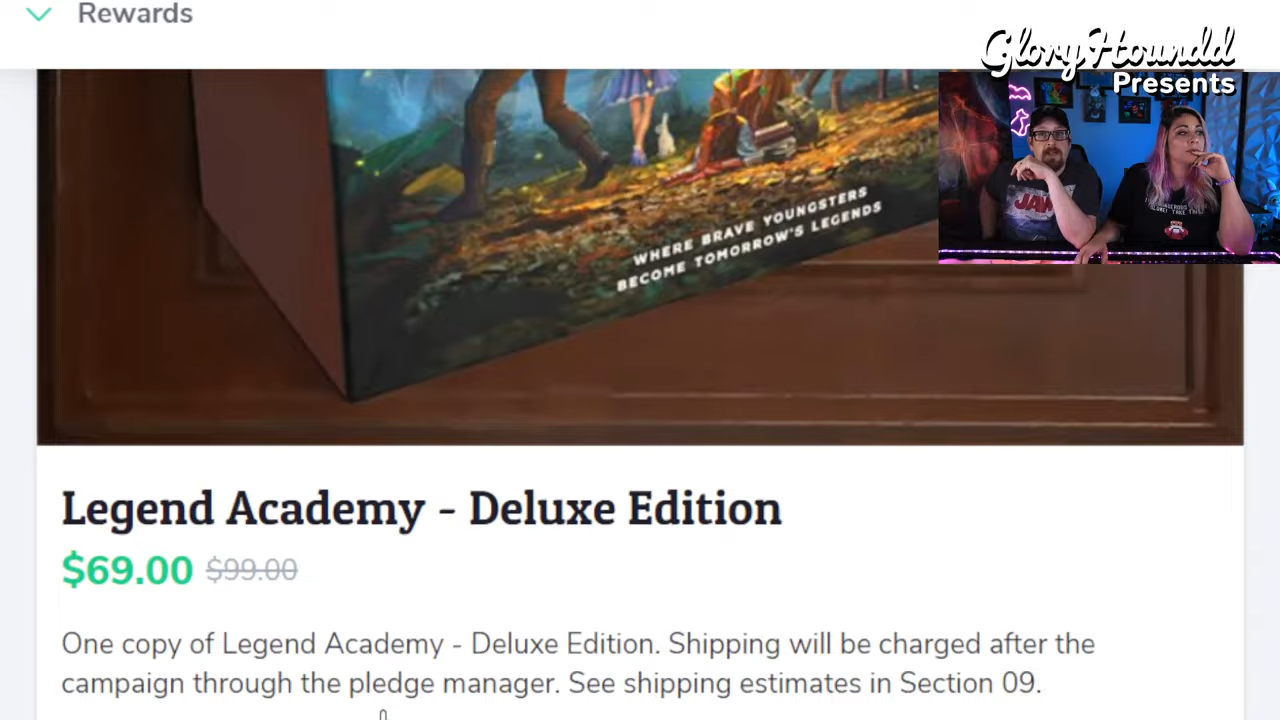 Rewards
GloryHoundd
Presents
WHERE BRAVE YOUNGSTERS
BECOME TOMORROW'S LEGENDS
JAWS
Legend Academy - Deluxe Edition
$69.00 $99.00
One copy of Legend Academy - Deluxe Edition. Shipping will be charged after the
campaign through the pledge manager. See shipping estimates in Section 09.